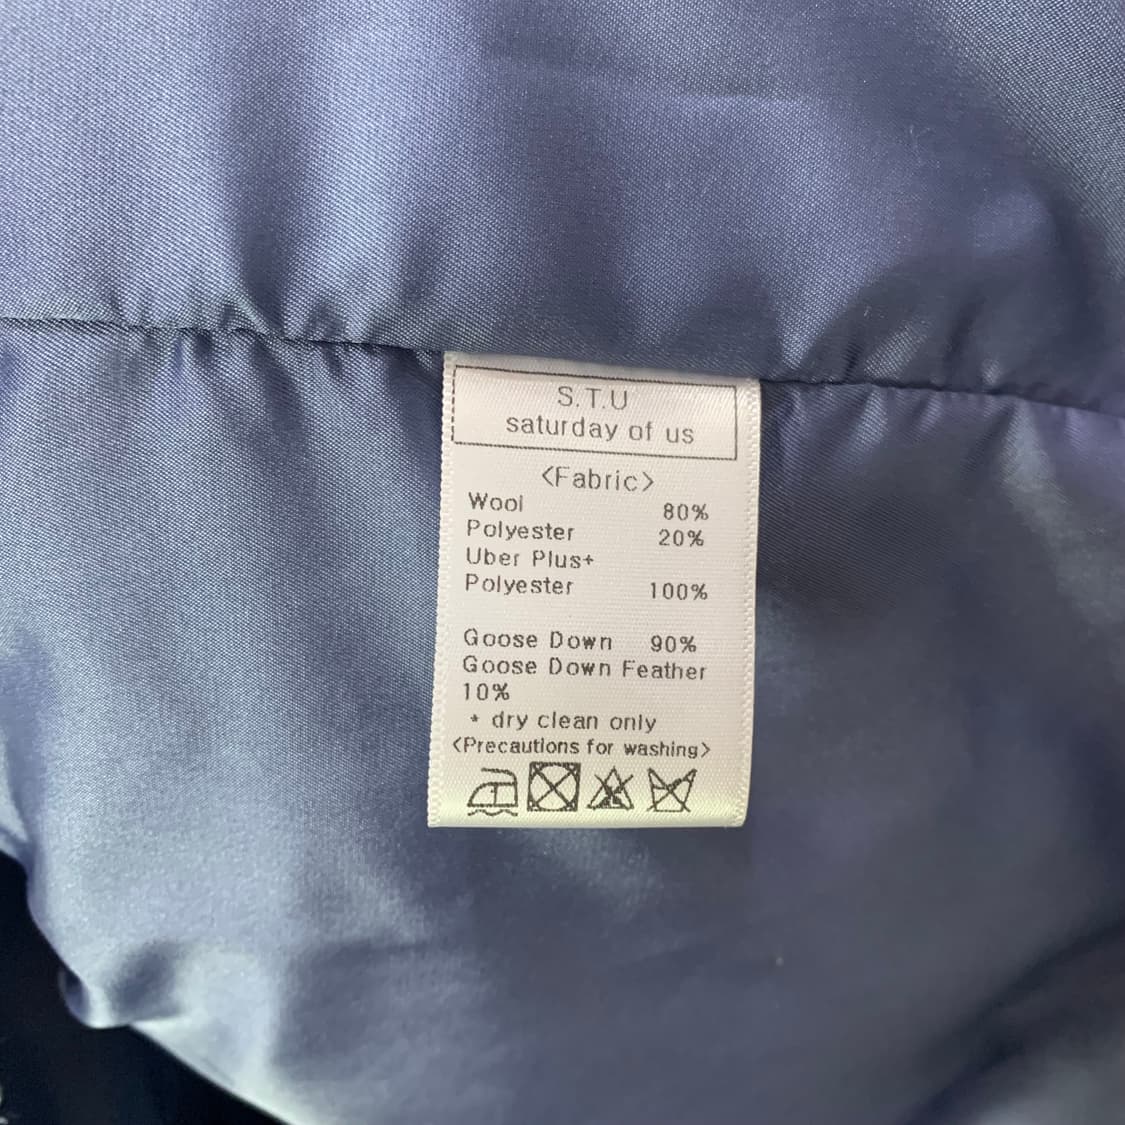 S.T.U
saturday of us
<Fabric>
Wool 80%
Polyester 20%
Uber Plus+
Polyester 100%
Goose Down 90%
Goose Down Feather
10%
* dry clean only
<Precautions for washing>